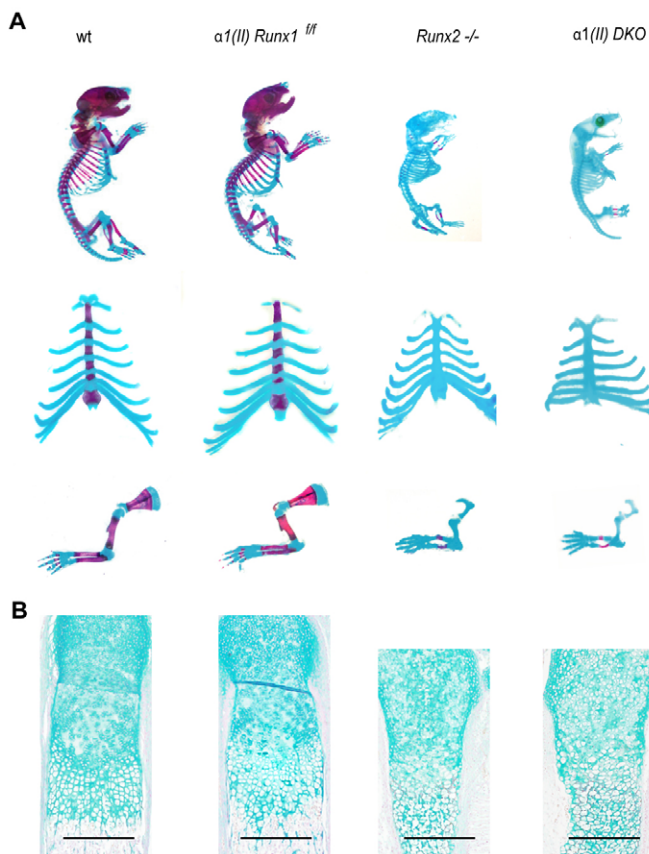 A
wt α1(II) Runx1 f/f Runx2 -/- α1(II) DKO
B